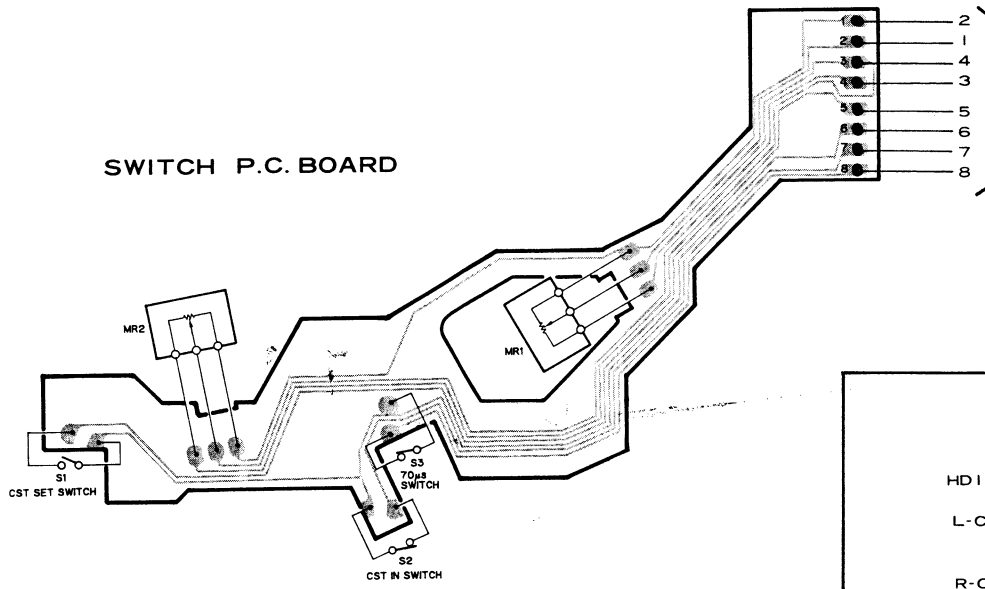 1 2
2 1
3 4
4 3
5 5
6 6
7 7
8 8
SWITCH P.C. BOARD
MR2
MR1
S1
CST SET SWITCH
S3
70µs
SWITCH
S2
CST IN SWITCH
HD1
L-C
R-C